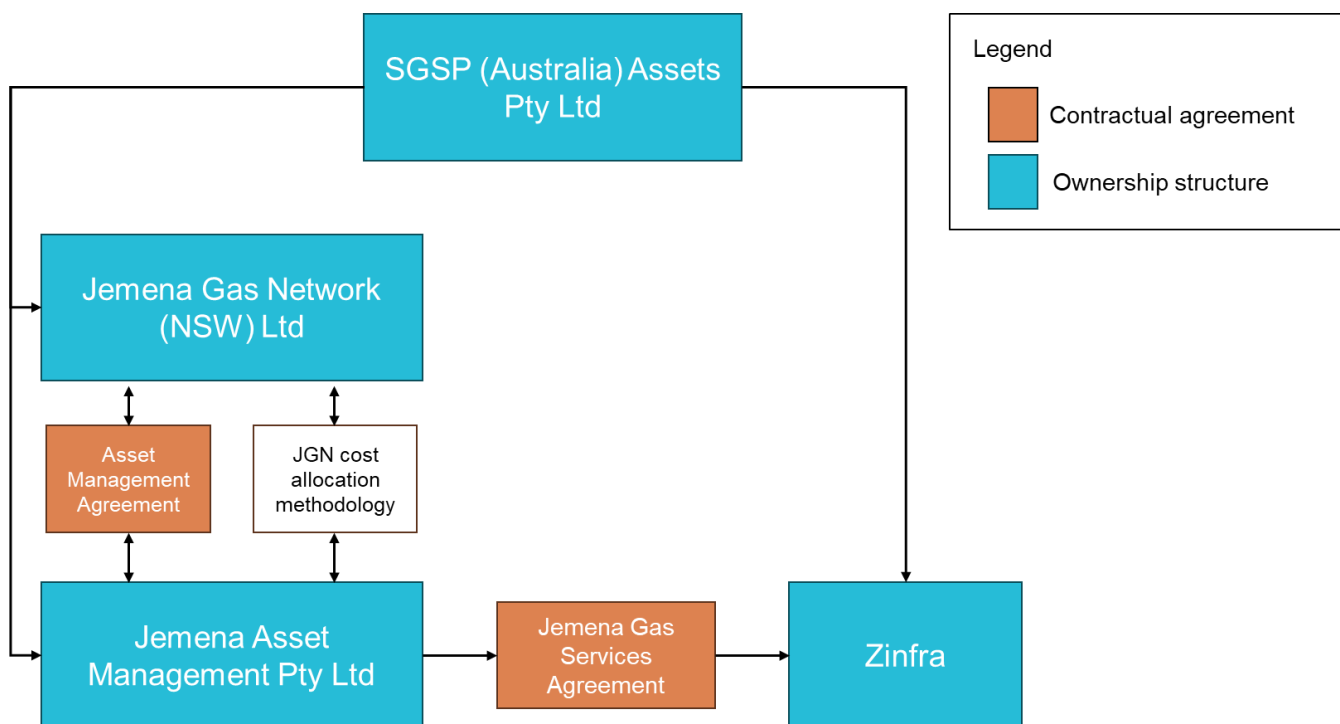 SGSP (Australia) Assets
Pty Ltd
Legend
Contractual agreement
Ownership structure
Jemena Gas Network
(NSW) Ltd
Asset
Management
Agreement
JGN cost
allocation
methodology
Jemena Asset
Management Pty Ltd
Jemena Gas
Services
Agreement
Zinfra